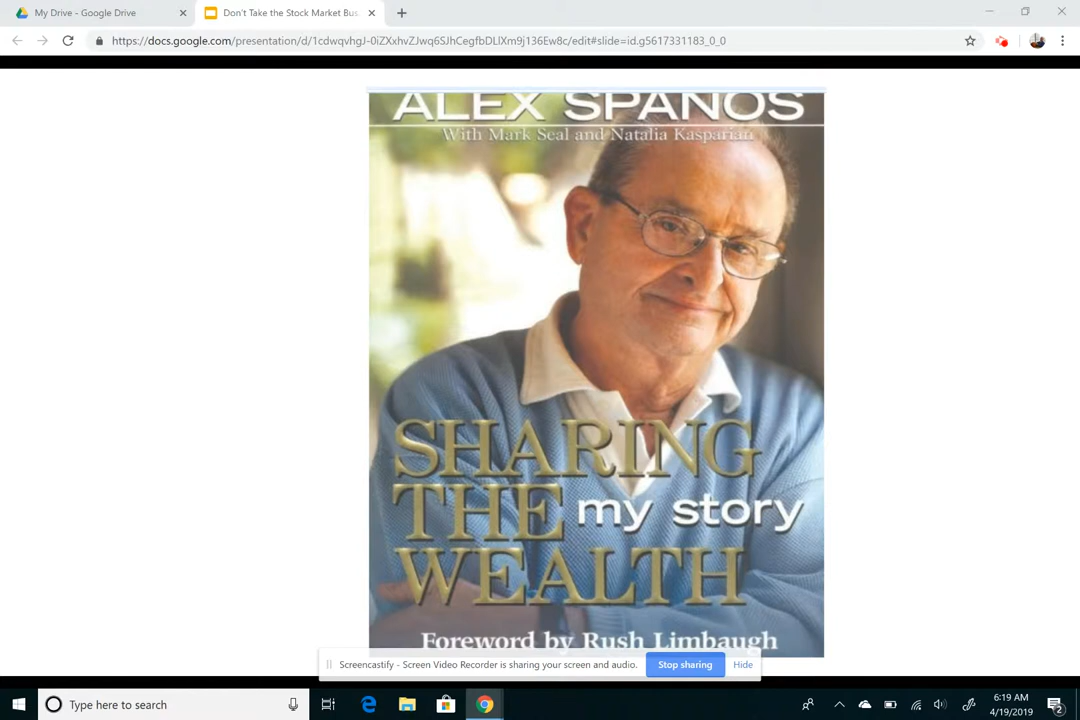 My Drive - Google Drive
Don't Take the Stock Market Bus
https://docs.google.com/presentation/d/1cdwqvhgJ-0iZXxhvZJwq6SJhCegfbDLlXm9j136Ew8c/edit#slide=id.g5617331183_0_0
ALEX SPANOS
With Mark Seal and Natalia Kasparian
SHARING
THE my story
WEALTH
Foreword by Rush Limbaugh
Screencastify - Screen Video Recorder is sharing your screen and audio. Stop sharing Hide
Type here to search
6:19 AM
4/19/2019
2